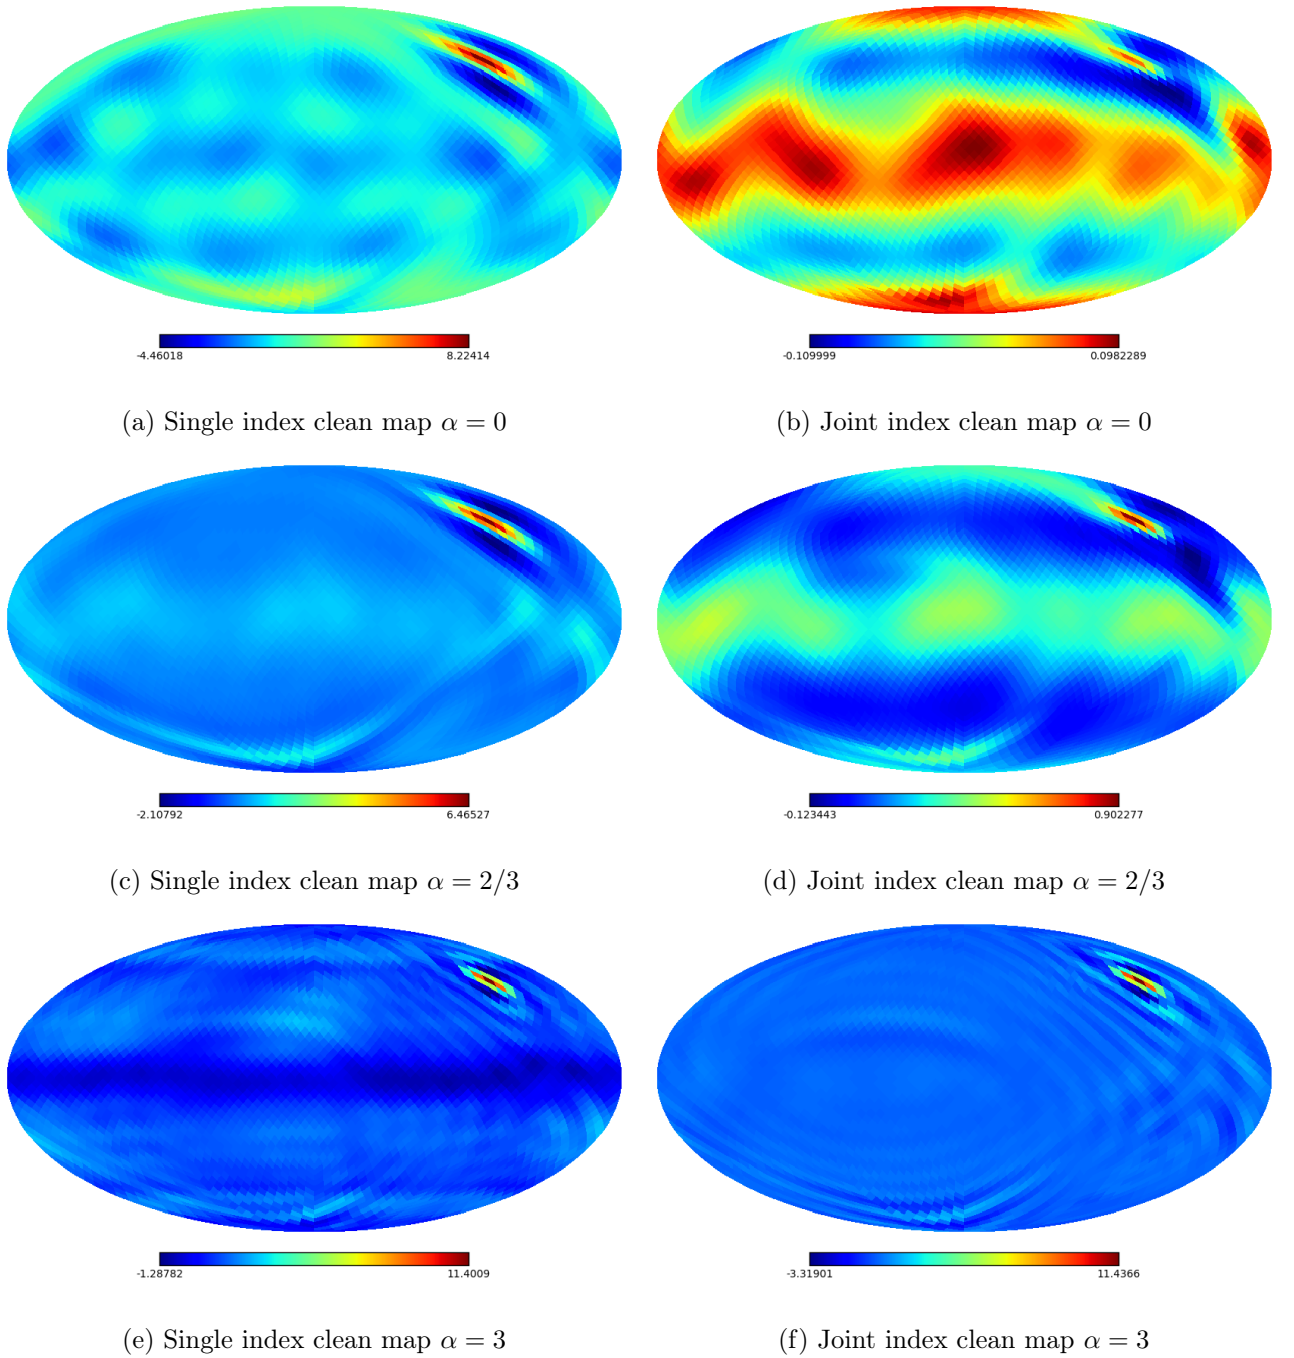 -4.46018 8.22414 -0.109999 0.0982289
(a) Single index clean map α = 0 (b) Joint index clean map α = 0
-2.10792 6.46527 -0.123443 0.902277
(c) Single index clean map α = 2/3 (d) Joint index clean map α = 2/3
-1.28782 11.4009 -3.31901 11.4366
(e) Single index clean map α = 3 (f) Joint index clean map α = 3